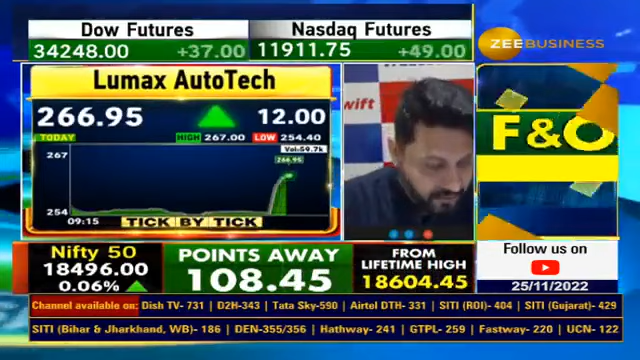 Dow Futures
34248.00 +37.00
Nasdaq Futures
11911.75 +49.00
ZEEBUSINESS
Lumax AutoTech
266.95 12.00
TODAY HIGH 267.00 LOW 254.40
Vol:59.7k
267
266.95
254
09:15
TICK BY TICK
wift
F&O
Nifty 50
18496.00
0.06%
POINTS AWAY
108.45
FROM
LIFETIME HIGH
18604.45
Follow us on
25/11/2022
Channel available on: Dish TV- 731 | D2H-343 | Tata Sky-590 | Airtel DTH- 331 | SITI (ROI)- 404 | SITI (Gujarat)- 429
SITI (Bihar & Jharkhand, WB)- 186 | DEN-355/356 | Hathway- 241 | GTPL- 259 | Fastway- 220 | UCN- 122